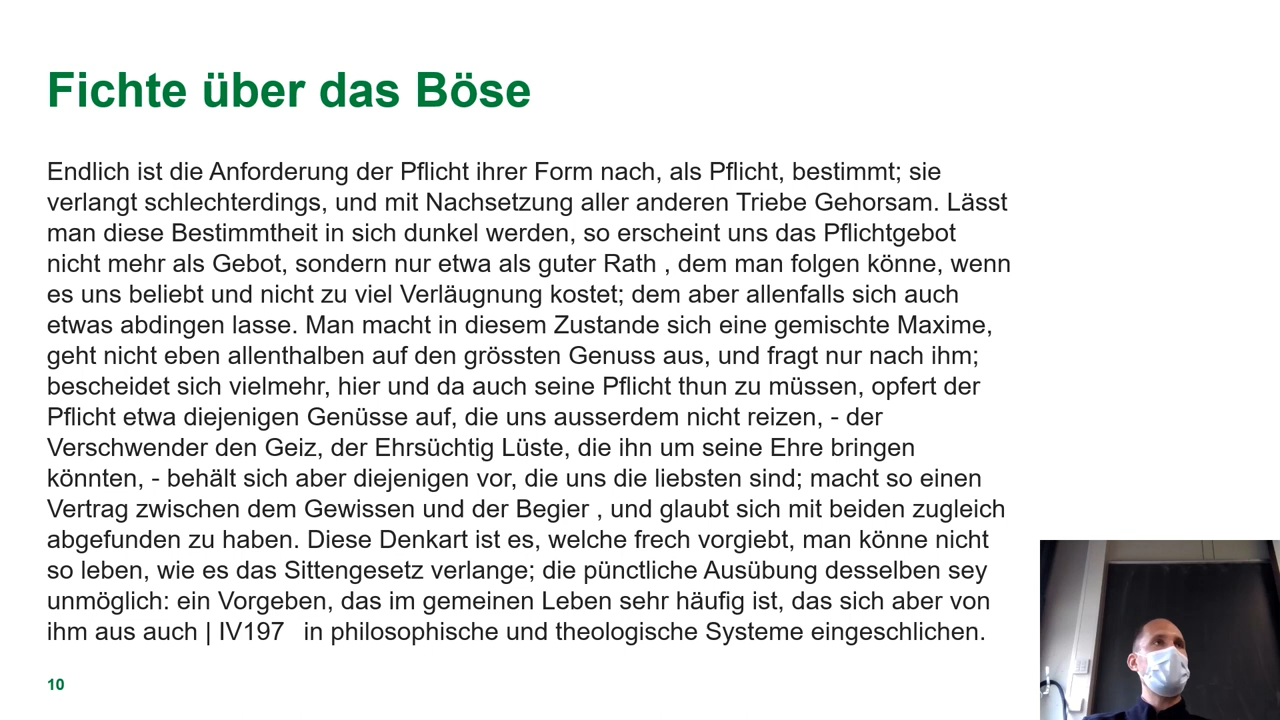 Fichte über das Böse
Endlich ist die Anforderung der Pflicht ihrer Form nach, als Pflicht, bestimmt; sie
verlangt schlechterdings, und mit Nachsetzung aller anderen Triebe Gehorsam. Lässt
man diese Bestimmtheit in sich dunkel werden, so erscheint uns das Pflichtgebot
nicht mehr als Gebot, sondern nur etwa als guter Rath , dem man folgen könne, wenn
es uns beliebt und nicht zu viel Verläugnung kostet; dem aber allenfalls sich auch
etwas abdingen lasse. Man macht in diesem Zustande sich eine gemischte Maxime,
geht nicht eben allenthalben auf den grössten Genuss aus, und fragt nur nach ihm;
bescheidet sich vielmehr, hier und da auch seine Pflicht thun zu müssen, opfert der
Pflicht etwa diejenigen Genüsse auf, die uns ausserdem nicht reizen, - der
Verschwender den Geiz, der Ehrsüchtig Lüste, die ihn um seine Ehre bringen
könnten, - behält sich aber diejenigen vor, die uns die liebsten sind; macht so einen
Vertrag zwischen dem Gewissen und der Begier , und glaubt sich mit beiden zugleich
abgefunden zu haben. Diese Denkart ist es, welche frech vorgiebt, man könne nicht
so leben, wie es das Sittengesetz verlange; die pünctliche Ausübung desselben sey
unmöglich: ein Vorgeben, das im gemeinen Leben sehr häufig ist, das sich aber von
ihm aus auch | IV197 in philosophische und theologische Systeme eingeschlichen.
10